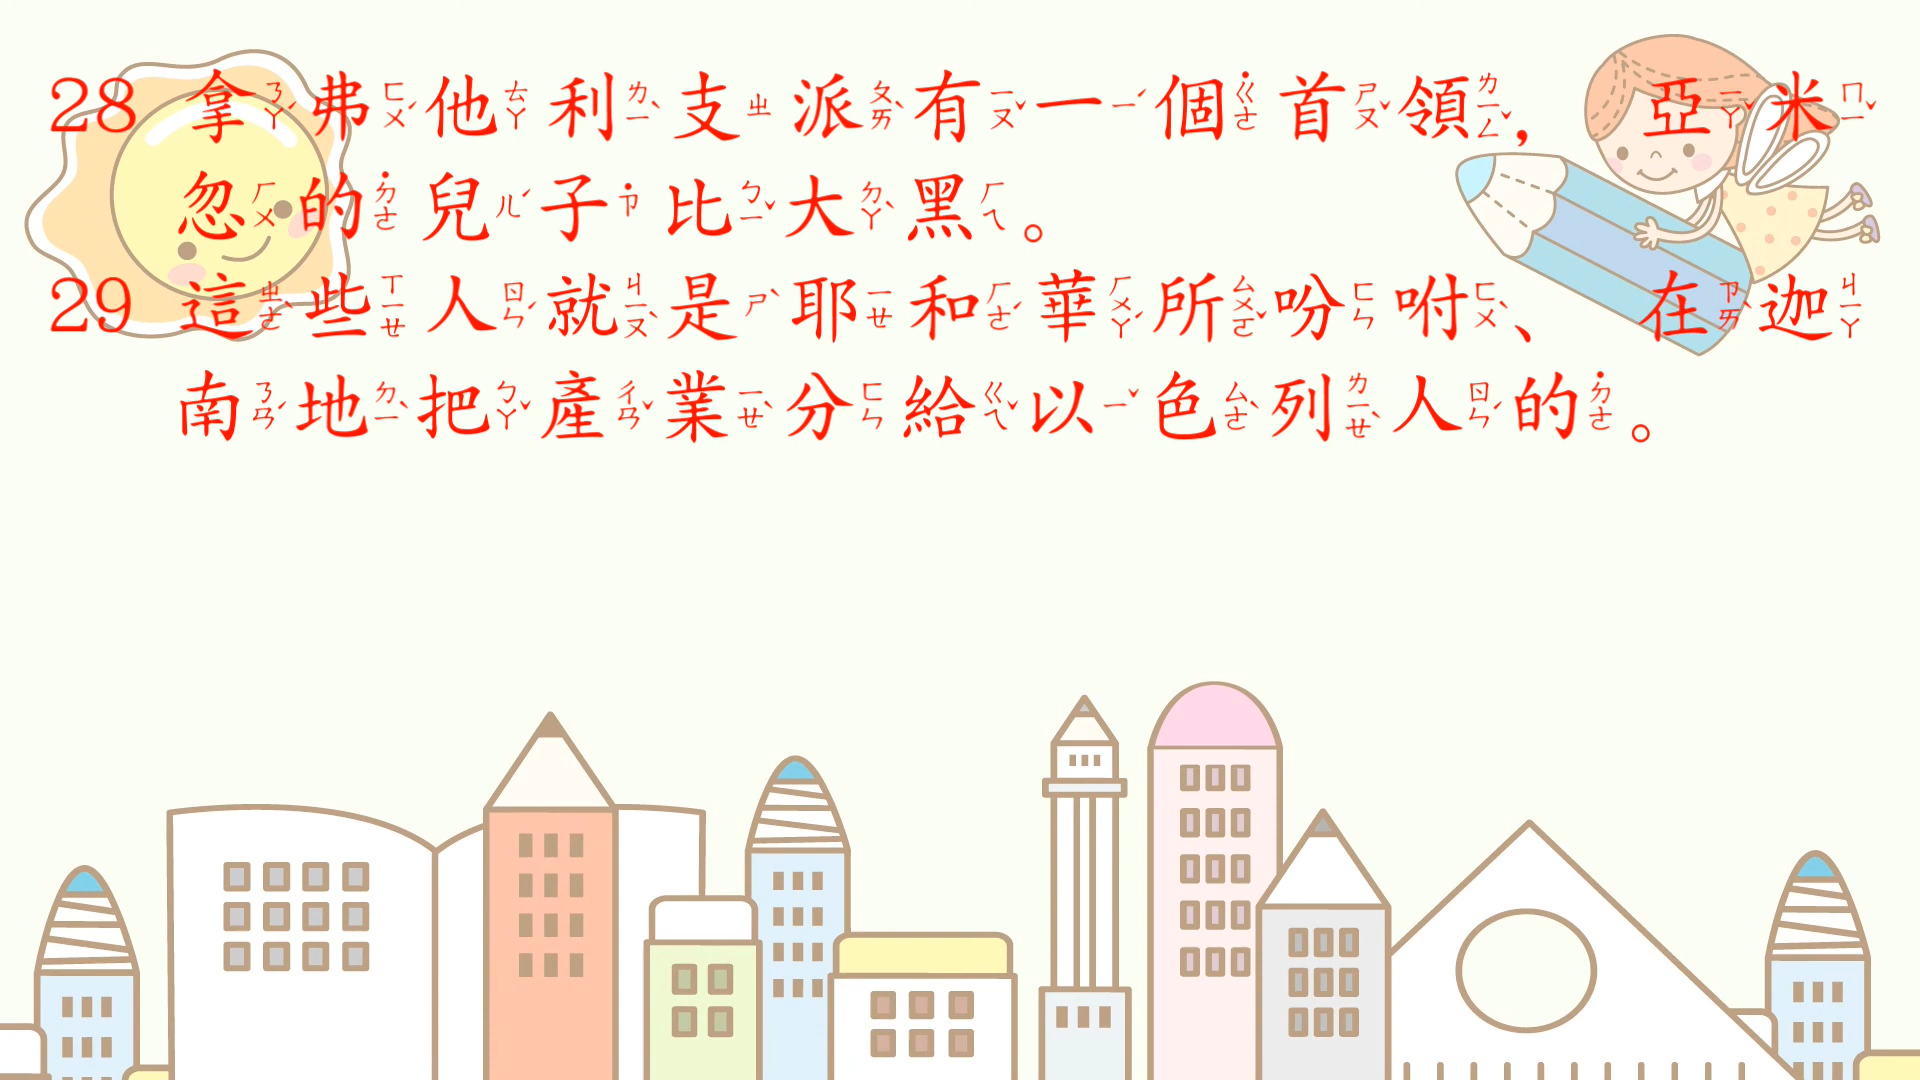 28 拿弗他利支派有一個首領， 亞米
忽的兒子比大黑。
29 這些人就是耶和華所吩咐、 在迦
南地把產業分給以色列人的。